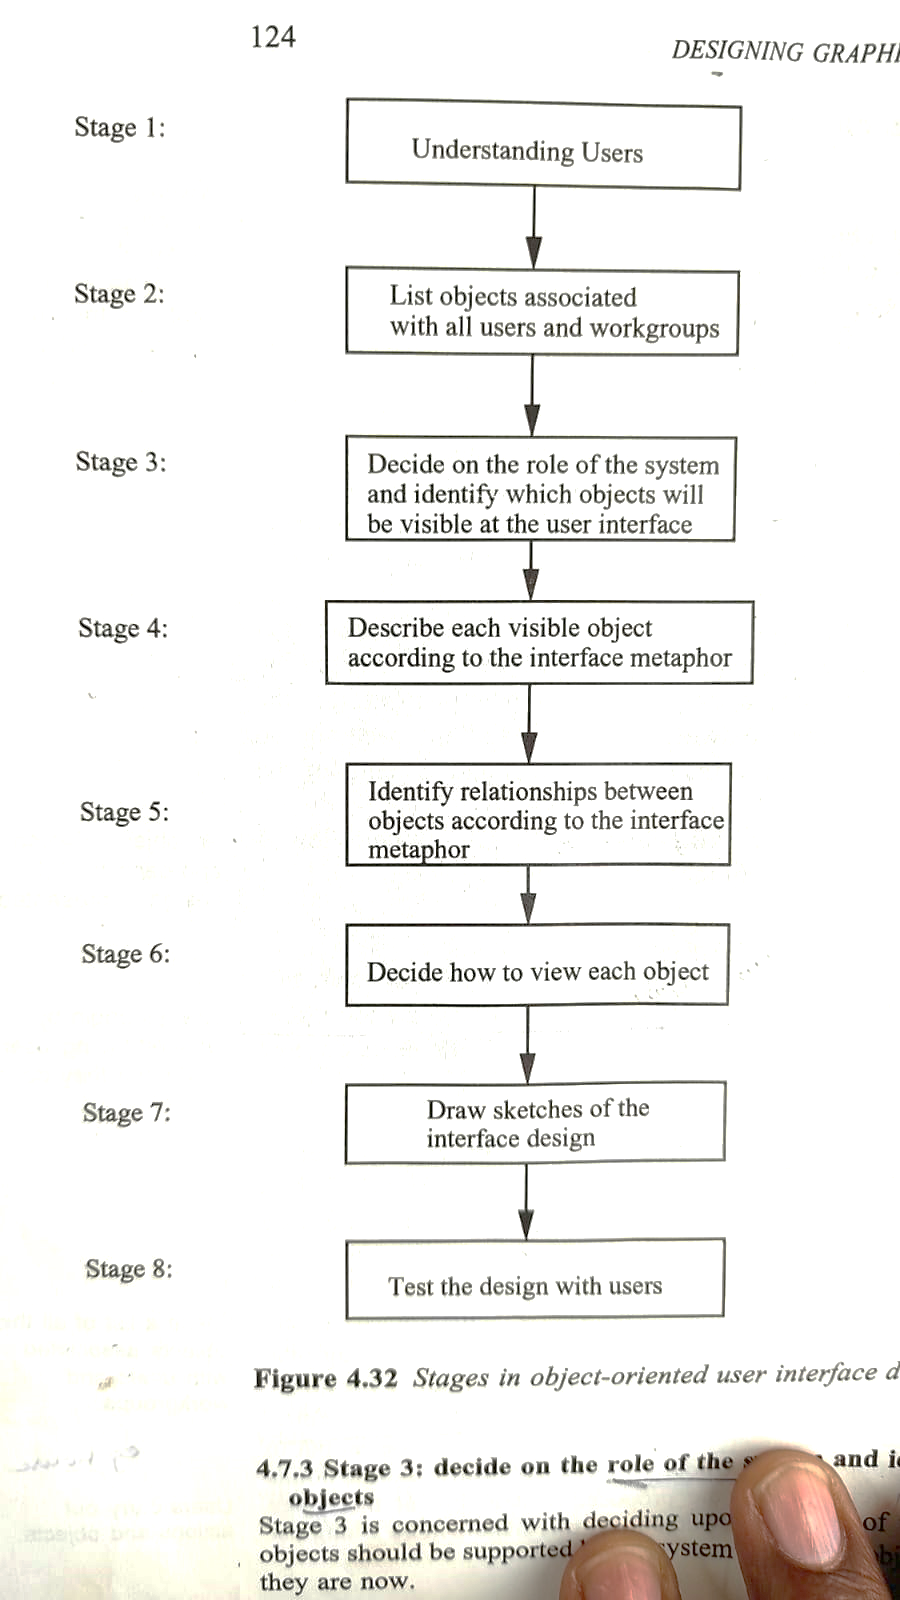 124
DESIGNING GRAPHI
Stage 1:
Understanding Users
Stage 2:
List objects associated
with all users and workgroups
Stage 3:
Decide on the role of the system
and identify which objects will
be visible at the user interface
Stage 4:
Describe each visible object
according to the interface metaphor
Stage 5:
Identify relationships between
objects according to the interface
metaphor
Stage 6:
Decide how to view each object
Stage 7:
Draw sketches of the
interface design
Stage 8:
Test the design with users
Figure 4.32 Stages in object-oriented user interface d
4.7.3 Stage 3: decide on the role of the and
objects
Stage 3 is concerned with deciding of
objects should be supported
they are now.